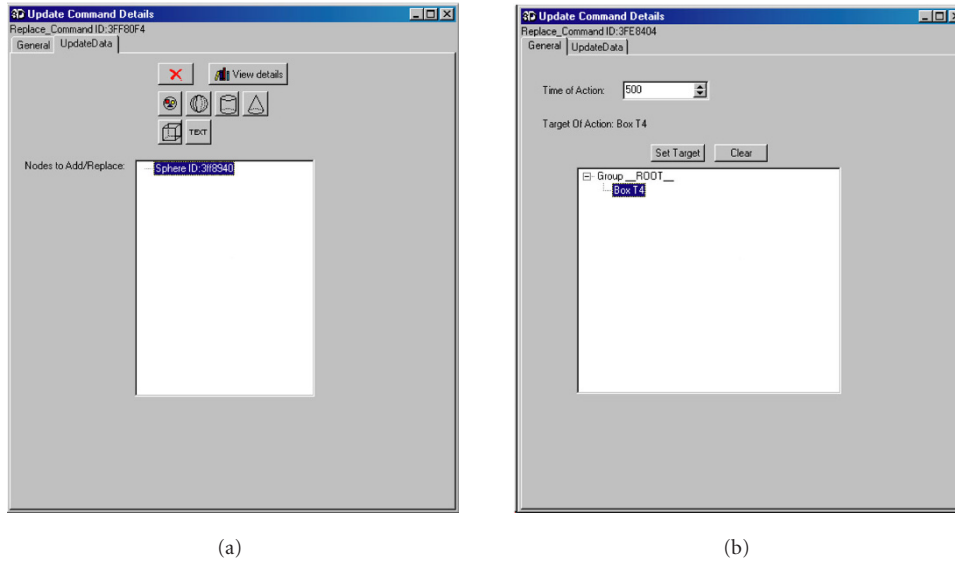 Update Command Details
Replace_Command ID:3FF80F4
General UpdateData
View details
TEXT
Nodes to Add/Replace:
Sphere ID:3ff8940
(a)
Update Command Details
Replace_Command ID:3FE8404
General UpdateData
Time of Action: 500
Target Of Action: Box T4
Set Target Clear
Group __ROOT__
Box T4
(b)